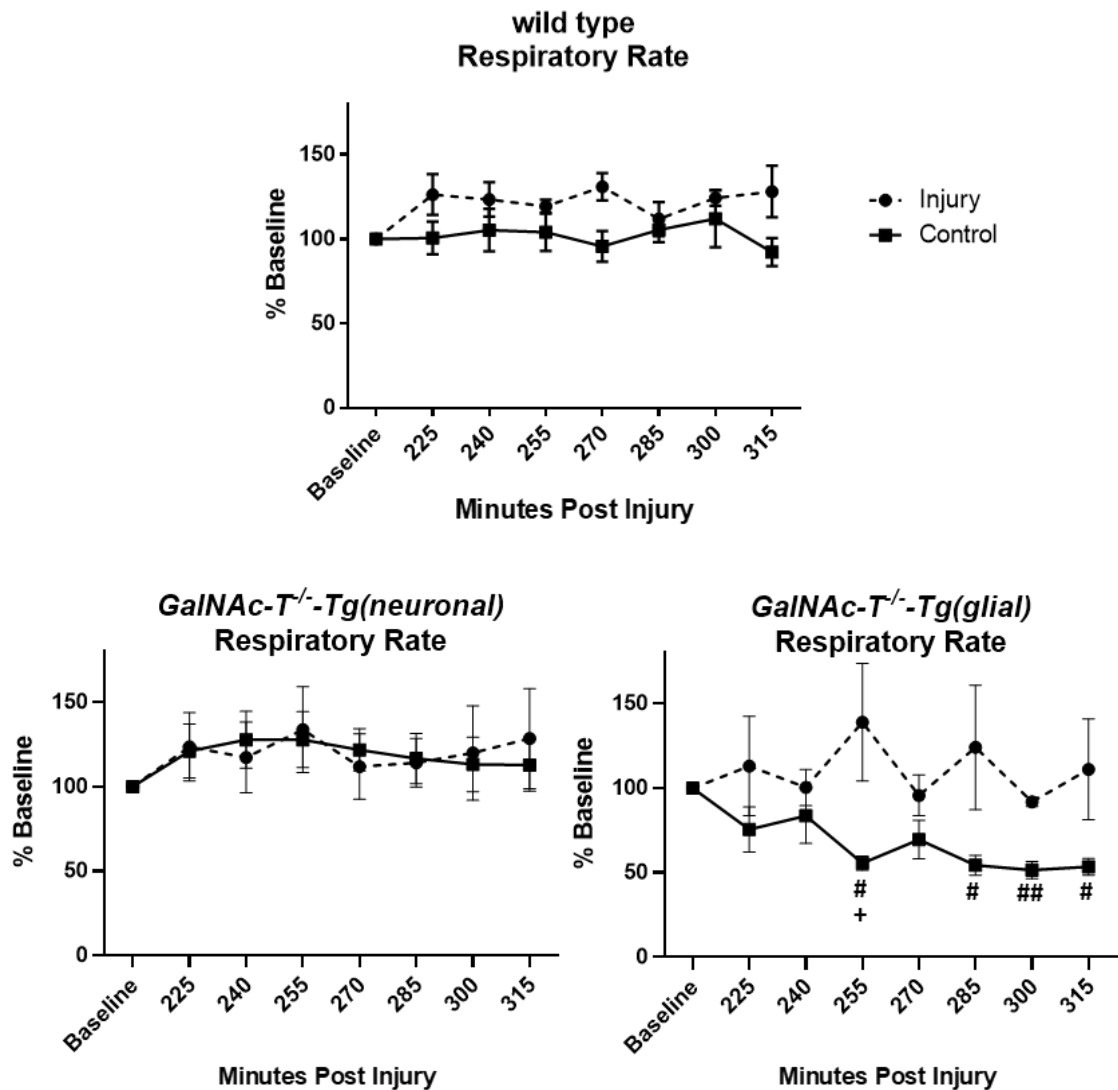 wild type
Respiratory Rate
% Baseline
150
100
50
0
Baseline 225 240 255 270 285 300 315
Minutes Post Injury
Injury
Control
GalNAc-T-/--Tg(neuronal)
Respiratory Rate
% Baseline
150
100
50
0
Baseline 225 240 255 270 285 300 315
Minutes Post Injury
GalNAc-T-/--Tg(glial)
Respiratory Rate
% Baseline
150
100
50
0
# # ## #
+
Baseline 225 240 255 270 285 300 315
Minutes Post Injury